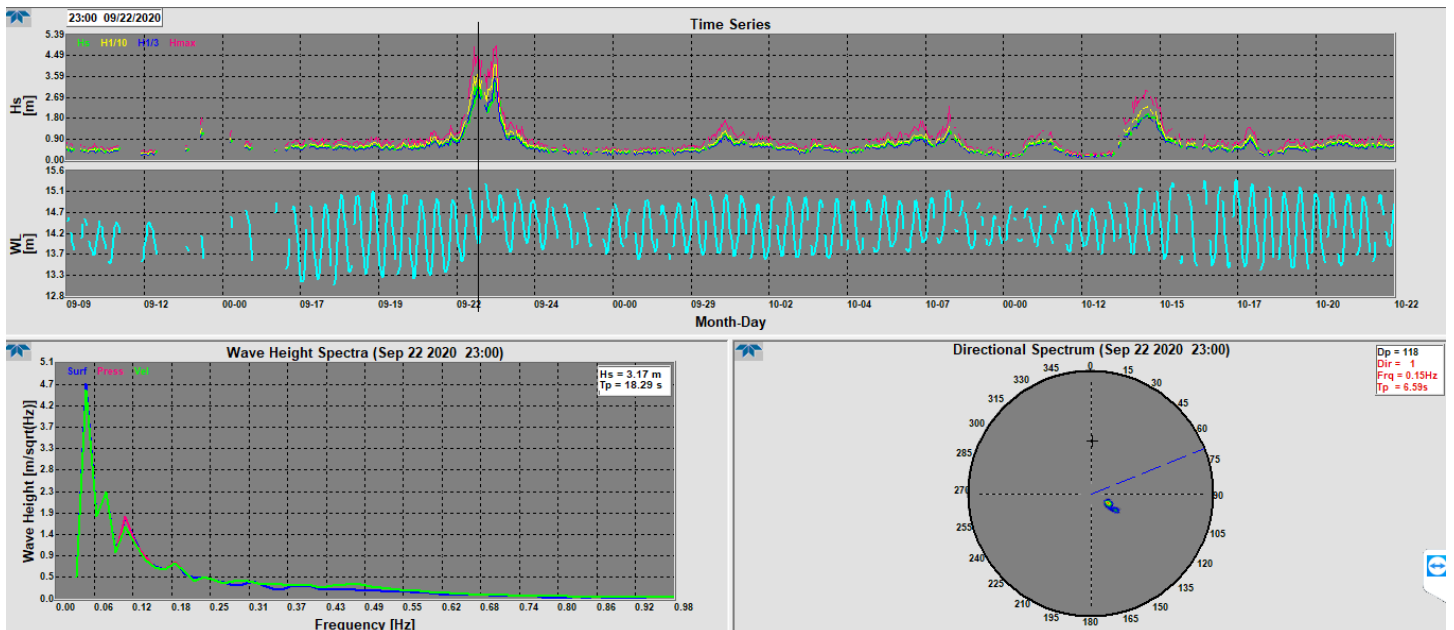 23:00 09/22/2020
Time Series
Hs H1/10 H1/3 Hmax
Hs
[m]
5.39
4.49
3.59
2.69
1.80
0.90
0.00
WL
[m]
15.6
15.1
14.7
14.2
13.7
13.3
12.8
09-09 09-12 00-00 09-17 09-19 09-22 09-24 00-00 09-29 10-02 10-04 10-07 00-00 10-12 10-15 10-17 10-20 10-22
Month-Day
Wave Height Spectra (Sep 22 2020 23:00)
Surf Press Vel
Hs = 3.17 m
Tp = 18.29 s
Wave Height [m/sqrt(Hz)]
5.1
4.7
4.2
3.7
3.3
2.8
2.3
1.9
1.4
0.9
0.5
0.0
0.00 0.06 0.12 0.18 0.25 0.31 0.37 0.43 0.49 0.55 0.62 0.68 0.74 0.80 0.86 0.92 0.98
Frequency [Hz]
Directional Spectrum (Sep 22 2020 23:00)
Dp = 118
Dir = 1
Frq = 0.15Hz
Tp = 6.59s
0
15
30
45
60
75
90
105
120
135
150
165
180
195
210
225
240
255
270
285
300
315
330
345